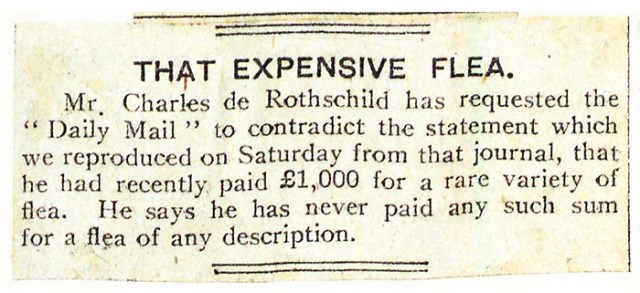 THAT EXPENSIVE FLEA.
Mr. Charles de Rothschild has requested the
“ Daily Mail ” to contradict the statement which
we reproduced on Saturday from that journal, that
he had recently paid £1,000 for a rare variety of
flea. He says he has never paid any such sum
for a flea of any description.